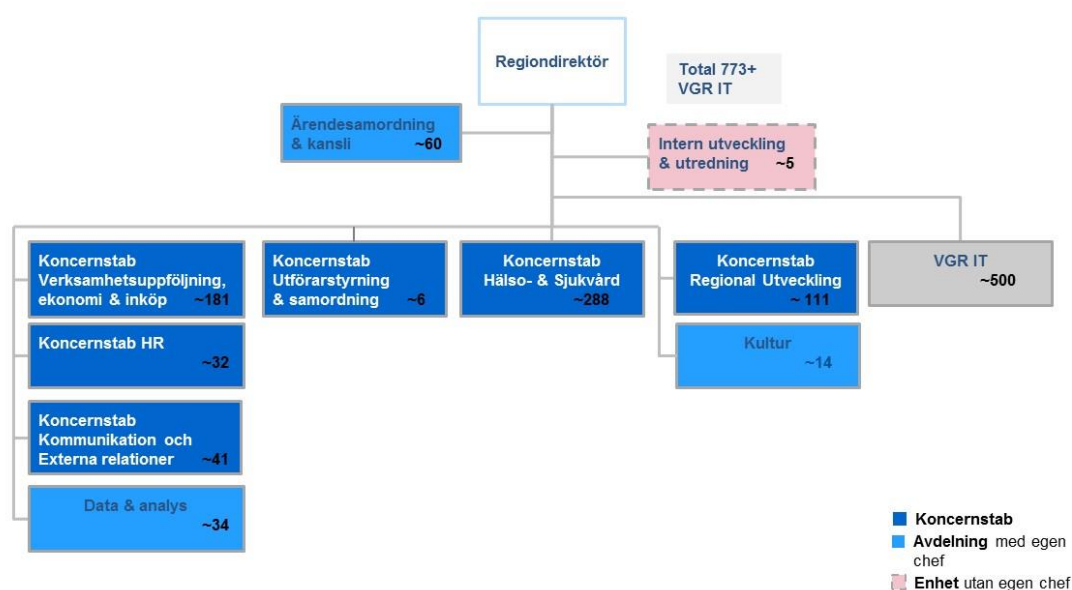 Regiondirektör
Total 773+
VGR IT
Ärendesamordning
& kansli ~60
Intern utveckling
& utredning ~5
Koncernstab
Verksamhetsuppföljning,
ekonomi & inköp ~181
Koncernstab
Utförarstyrning
& samordning ~6
Koncernstab
Hälso- & Sjukvård
~288
Koncernstab
Regional Utveckling
~ 111
VGR IT
~500
Koncernstab HR
~32
Kultur
~14
Koncernstab
Kommunikation och
Externa relationer ~41
Data & analys
~34
Koncernstab
Avdelning med egen
chef
Enhet utan egen chef